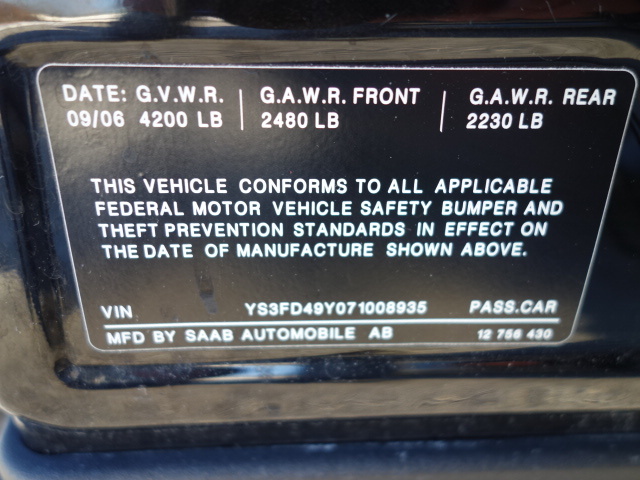 DATE: G.V.W.R. G.A.W.R. FRONT G.A.W.R. REAR
09/06 4200 LB 2480 LB 2230 LB
THIS VEHICLE CONFORMS TO ALL APPLICABLE
FEDERAL MOTOR VEHICLE SAFETY BUMPER AND
THEFT PREVENTION STANDARDS IN EFFECT ON
THE DATE OF MANUFACTURE SHOWN ABOVE.
VIN YS3FD49Y071008935 PASS.CAR
MFD BY SAAB AUTOMOBILE AB 12 756 430